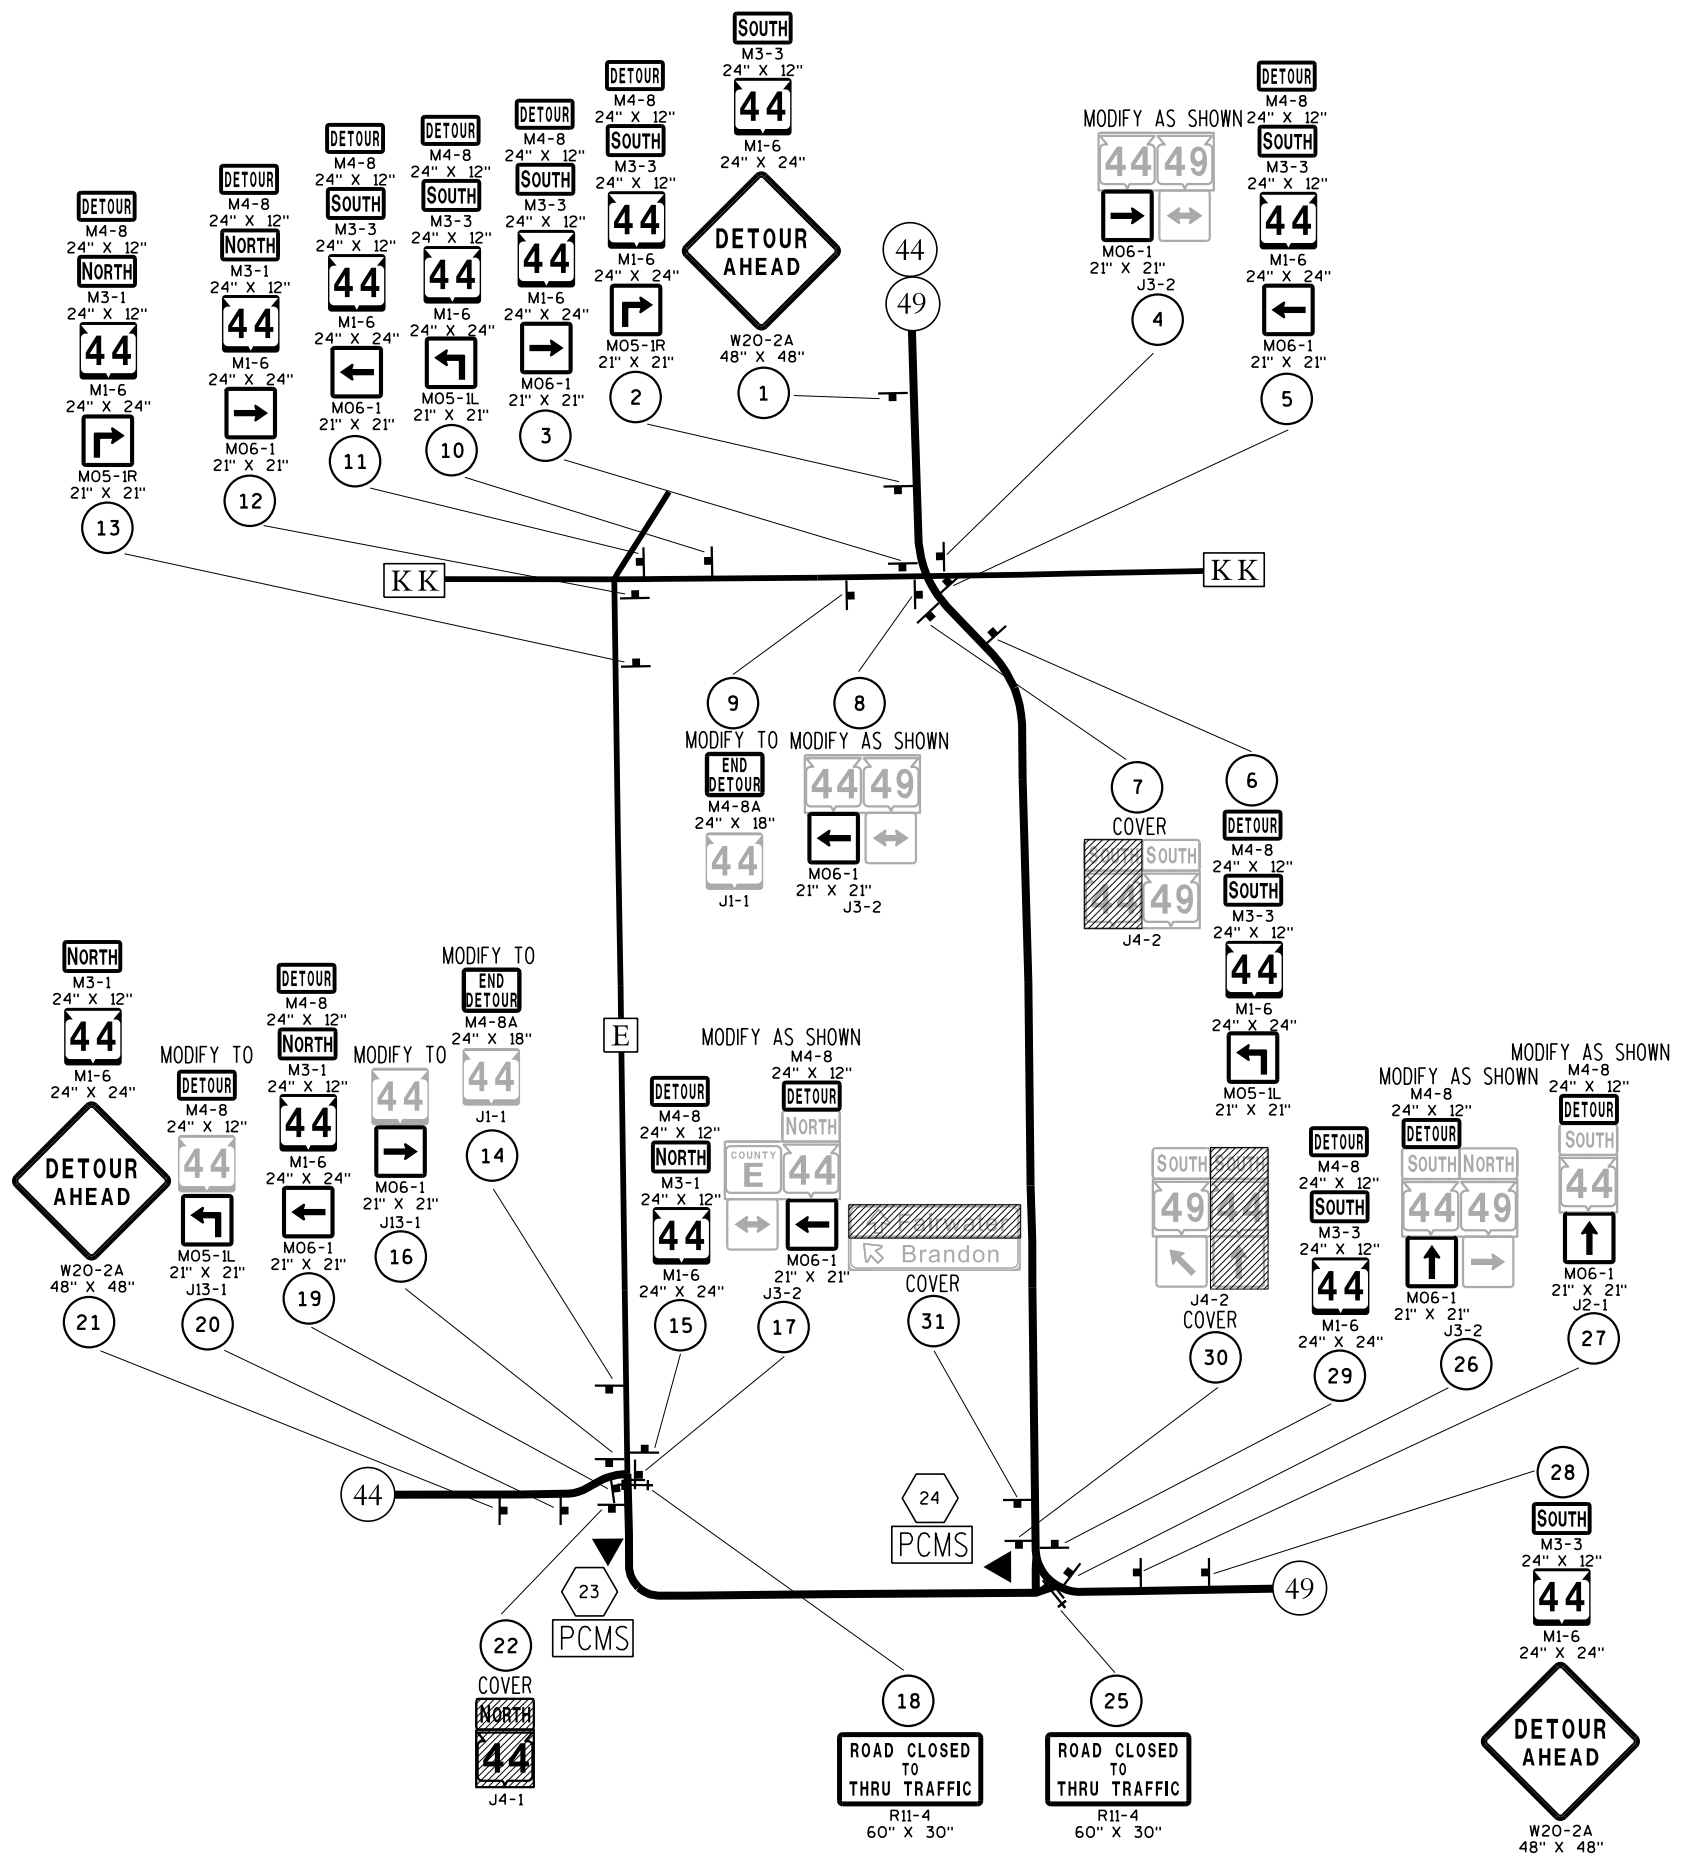 SOUTH
M3-3
24" X 12"
44
M1-6
24" X 24"
DETOUR
AHEAD
W20-2A
48" X 48"
1
DETOUR
M4-8
24" X 12"
SOUTH
M3-3
24" X 12"
44
M1-6
24" X 24"
MO5-1R
21" X 21"
2
DETOUR
M4-8
24" X 12"
SOUTH
M3-3
24" X 12"
44
M1-6
24" X 24"
MO6-1
21" X 21"
3
DETOUR
M4-8
24" X 12"
SOUTH
M3-3
24" X 12"
44
M1-6
24" X 24"
MO5-1L
21" X 21"
10
DETOUR
M4-8
24" X 12"
SOUTH
M3-3
24" X 12"
44
M1-6
24" X 24"
MO6-1
21" X 21"
11
DETOUR
M4-8
24" X 12"
NORTH
M3-1
24" X 12"
44
M1-6
24" X 24"
MO6-1
21" X 21"
12
DETOUR
M4-8
24" X 12"
NORTH
M3-1
24" X 12"
44
M1-6
24" X 24"
MO5-1R
21" X 21"
13
44
49
MODIFY AS SHOWN
44 49
MO6-1
21" X 21"
J3-2
4
DETOUR
M4-8
24" X 12"
SOUTH
M3-3
24" X 12"
44
M1-6
24" X 24"
MO6-1
21" X 21"
5
KK
KK
9
MODIFY TO
END
DETOUR
M4-8A
24" X 18"
44
J1-1
8
MODIFY AS SHOWN
44 49
MO6-1
21" X 21"
J3-2
7
COVER
SOUTH SOUTH
44 49
J4-2
6
DETOUR
M4-8
24" X 12"
SOUTH
M3-3
24" X 12"
44
M1-6
24" X 24"
MO5-1L
21" X 21"
E
NORTH
M3-1
24" X 12"
44
M1-6
24" X 24"
DETOUR
AHEAD
W20-2A
48" X 48"
21
MODIFY TO
DETOUR
M4-8
24" X 12"
44
MO5-1L
21" X 21"
J13-1
20
DETOUR
M4-8
24" X 12"
NORTH
M3-1
24" X 12"
44
M1-6
24" X 24"
MO6-1
21" X 21"
19
MODIFY TO
44
MO6-1
21" X 21"
J13-1
16
MODIFY TO
END
DETOUR
M4-8A
24" X 18"
44
J1-1
14
DETOUR
M4-8
24" X 12"
NORTH
M3-1
24" X 12"
44
M1-6
24" X 24"
15
MODIFY AS SHOWN
M4-8
24" X 12"
DETOUR
NORTH
COUNTY
E 44
MO6-1
21" X 21"
J3-2
17
Fairwater
Brandon
COVER
31
SOUTH SOUTH
49 44
J4-2
COVER
30
DETOUR
M4-8
24" X 12"
SOUTH
M3-3
24" X 12"
44
M1-6
24" X 24"
29
MODIFY AS SHOWN
M4-8
24" X 12"
DETOUR
SOUTH NORTH
44 49
MO6-1
21" X 21"
J3-2
26
MODIFY AS SHOWN
M4-8
24" X 12"
DETOUR
SOUTH
44
MO6-1
21" X 21"
J2-1
27
44
24
PCMS
23
PCMS
49
28
SOUTH
M3-3
24" X 12"
44
M1-6
24" X 24"
DETOUR
AHEAD
W20-2A
48" X 48"
22
COVER
NORTH
44
J4-1
18
ROAD CLOSED
TO
THRU TRAFFIC
R11-4
60" X 30"
25
ROAD CLOSED
TO
THRU TRAFFIC
R11-4
60" X 30"